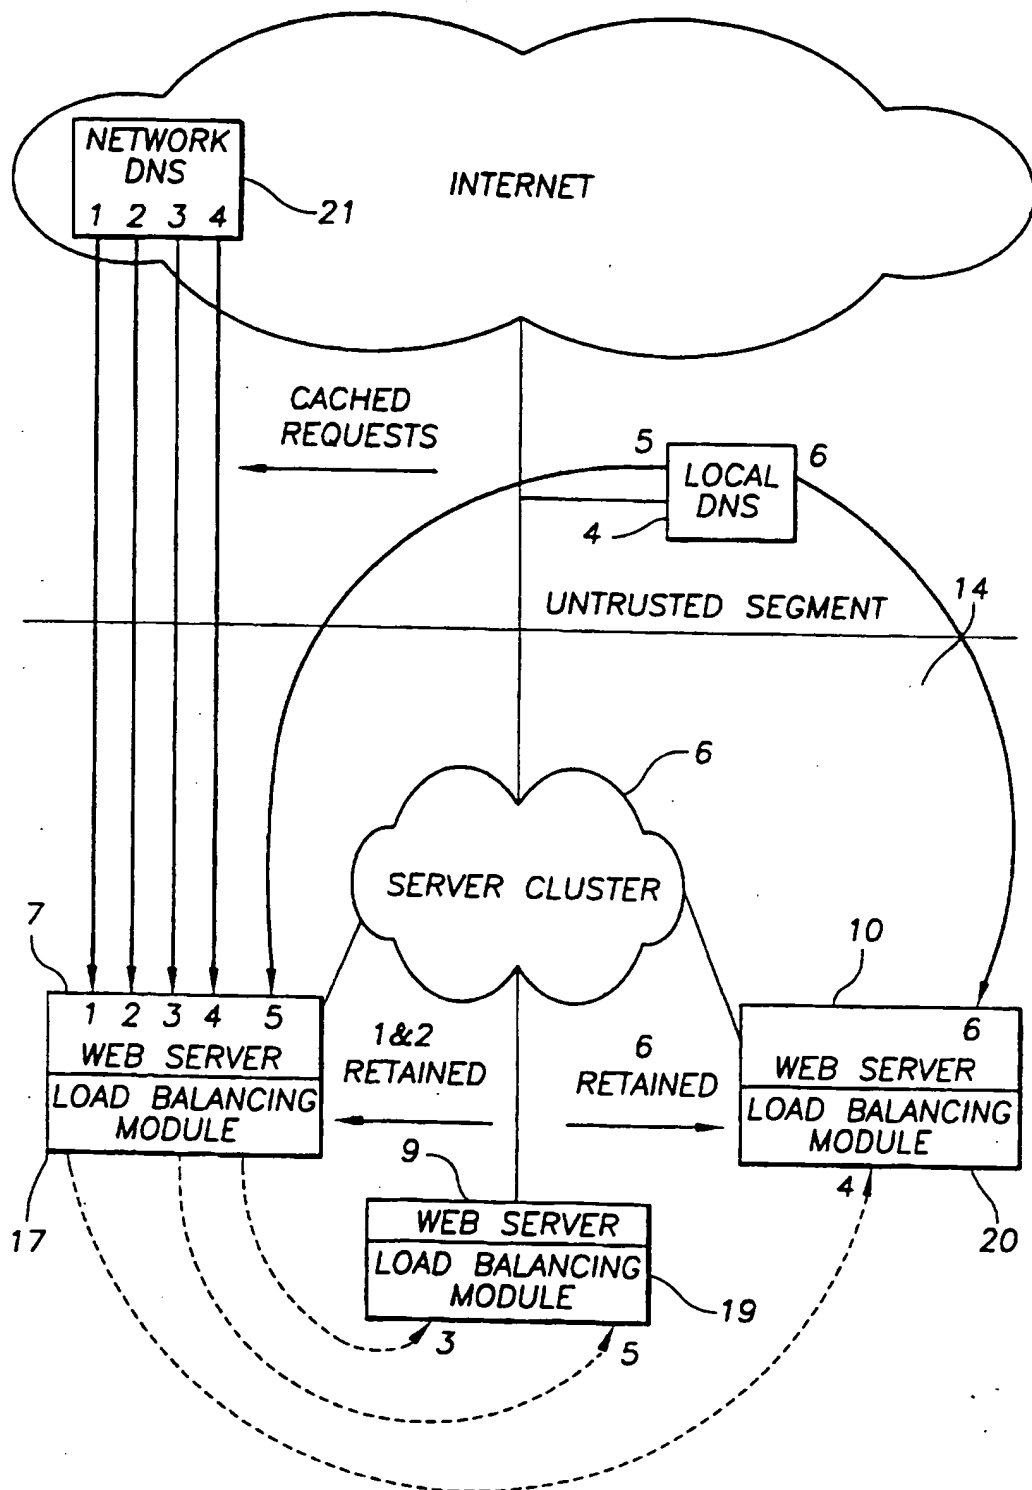 NETWORK
DNS
1 2 3 4
21
INTERNET
CACHED
REQUESTS
5
LOCAL
DNS
6
4
UNTRUSTED SEGMENT
14
6
SERVER CLUSTER
7
10
1 2 3 4 5
WEB SERVER
LOAD BALANCING
MODULE
17
1&2
RETAINED
6
RETAINED
6
WEB SERVER
LOAD BALANCING
MODULE
4
20
9
WEB SERVER
LOAD BALANCING
MODULE
19
3
5